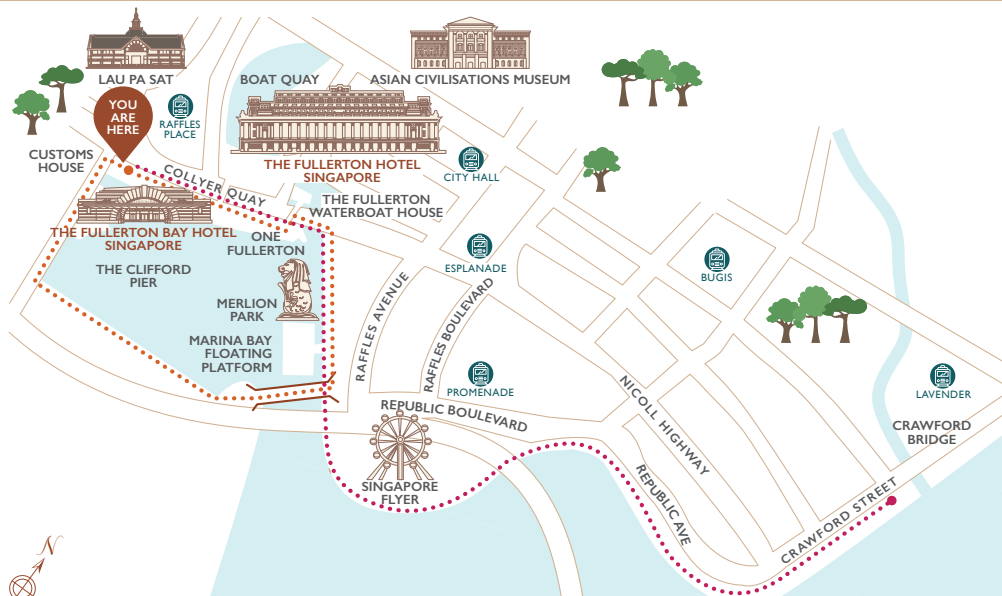 LAU PA SAT
BOAT QUAY
ASIAN CIVILISATIONS MUSEUM
YOU
ARE
HERE
RAFFLES
PLACE
CUSTOMS
HOUSE
COLLYER QUAY
THE FULLERTON HOTEL
SINGAPORE
CITY HALL
THE FULLERTON
WATERBOAT HOUSE
THE FULLERTON BAY HOTEL
SINGAPORE
ONE
FULLERTON
THE CLIFFORD
PIER
ESPLANADE
BUGIS
MERLION
PARK
RAFFLES AVENUE
RAFFLES BOULEVARD
MARINA BAY
FLOATING
PLATFORM
PROMENADE
LAVENDER
REPUBLIC BOULEVARD
NICOLL HIGHWAY
CRAWFORD
BRIDGE
SINGAPORE
FLYER
REPUBLIC AVE
CRAWFORD STREET
N